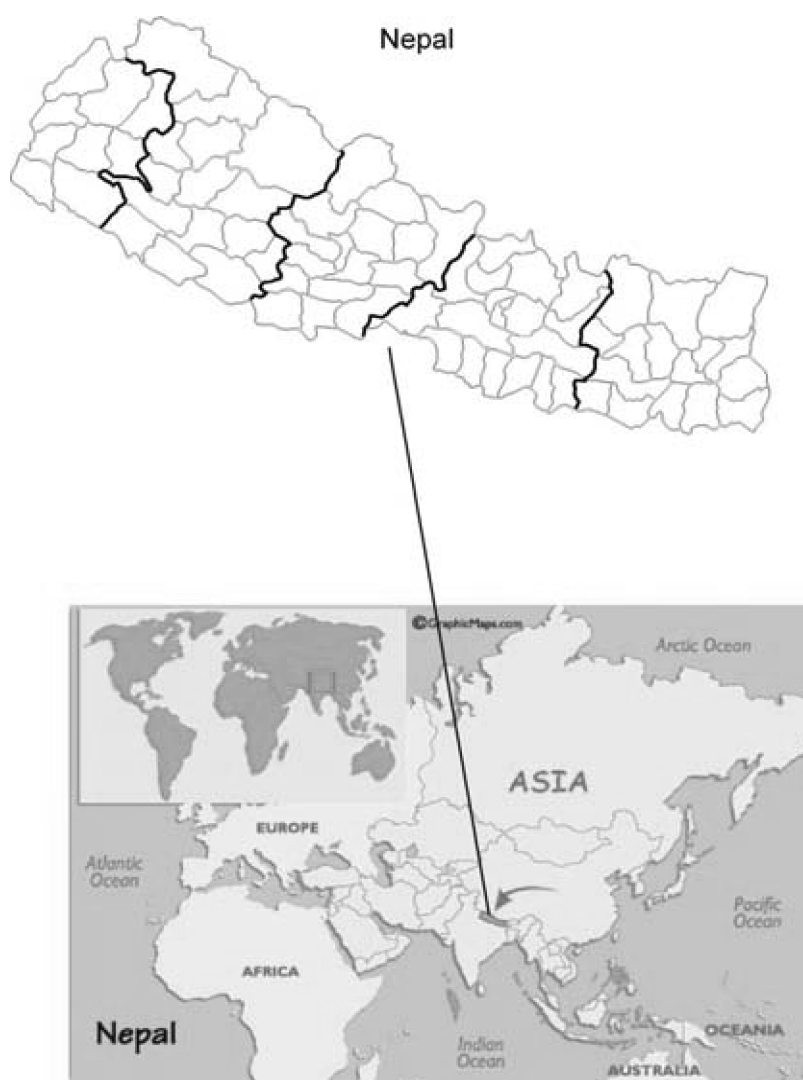 Nepal
©GraphicMaps.com
Arctic Ocean
ASIA
EUROPE
Atlantic
Ocean
Pacific
Ocean
AFRICA
Nepal
Indian
Ocean
OCEANIA
AUSTRALIA